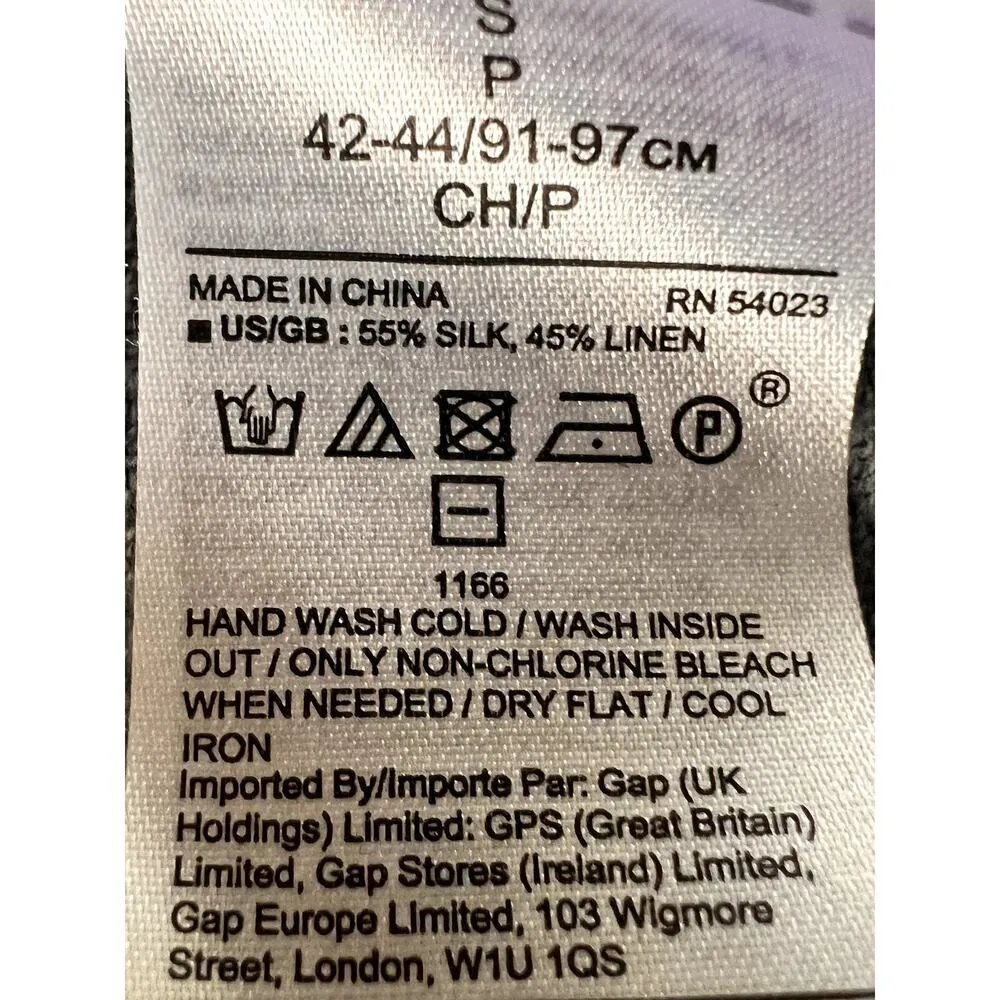 S
P
42-44/91-97CM
CH/P
MADE IN CHINA RN 54023
US/GB : 55% SILK, 45% LINEN
P ®
1166
HAND WASH COLD / WASH INSIDE
OUT / ONLY NON-CHLORINE BLEACH
WHEN NEEDED / DRY FLAT / COOL
IRON
Imported By/Importe Par: Gap (UK
Holdings) Limited: GPS (Great Britain)
Limited, Gap Stores (Ireland) Limited,
Gap Europe Limited, 103 Wigmore
Street, London, W1U 1QS